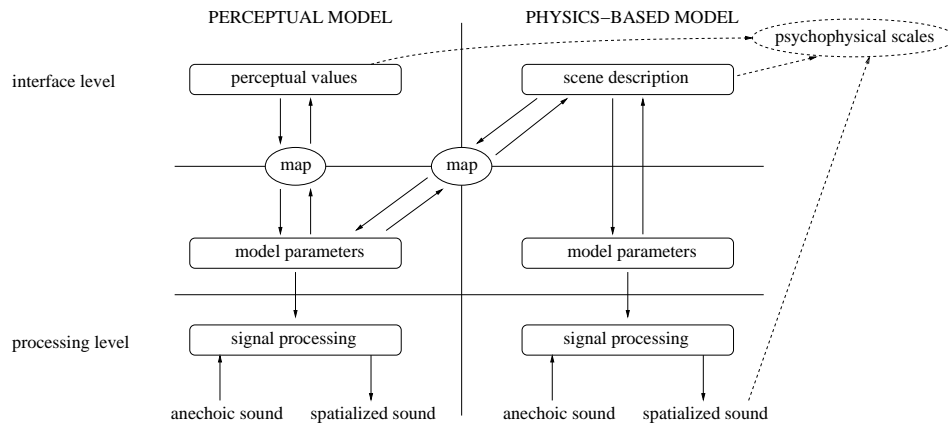 PERCEPTUAL MODEL
PHYSICS−BASED MODEL
psychophysical scales
interface level
perceptual values
scene description
map
map
model parameters
model parameters
processing level
signal processing
signal processing
anechoic sound
spatialized sound
anechoic sound
spatialized sound